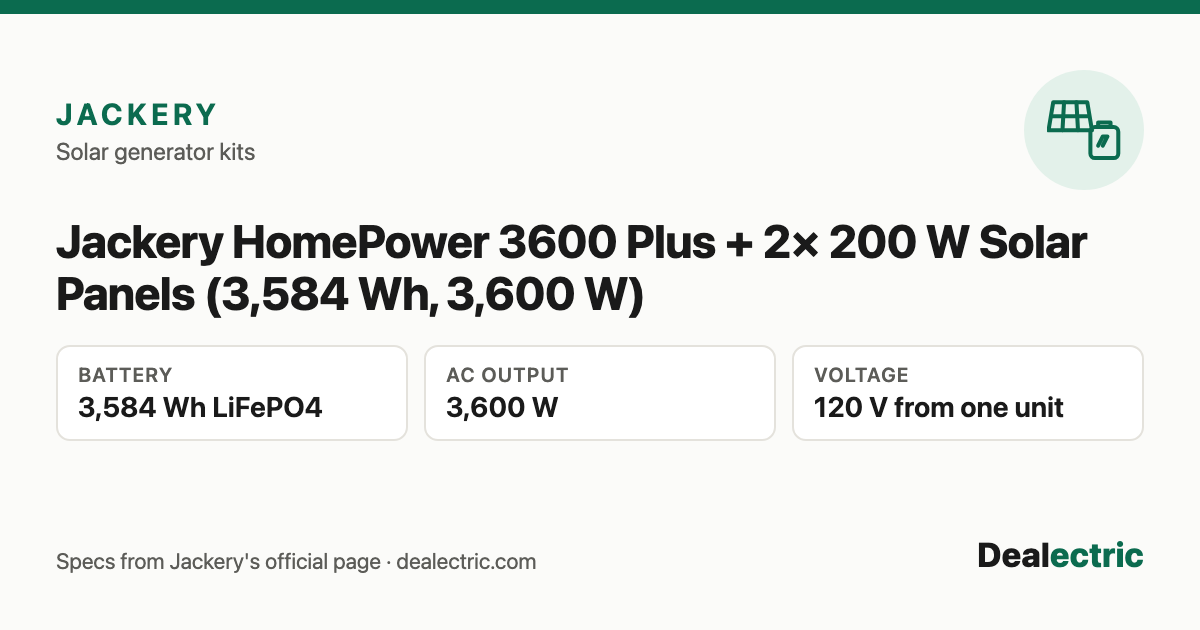 JACKERY
Solar generator kits
Jackery HomePower 3600 Plus + 2× 200 W Solar
Panels (3,584 Wh, 3,600 W)
BATTERY
3,584 Wh LiFePO4
AC OUTPUT
3,600 W
VOLTAGE
120 V from one unit
Specs from Jackery's official page · dealectric.com
Dealectric